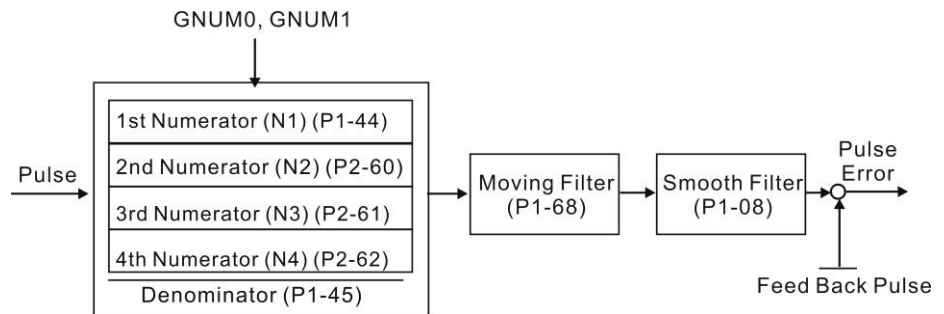 GNUM0, GNUM1
1st Numerator (N1) (P1-44)
2nd Numerator (N2) (P2-60)
3rd Numerator (N3) (P2-61)
4th Numerator (N4) (P2-62)
Denominator (P1-45)
Pulse
Moving Filter
(P1-68)
Smooth Filter
(P1-08)
Pulse
Error
Feed Back Pulse